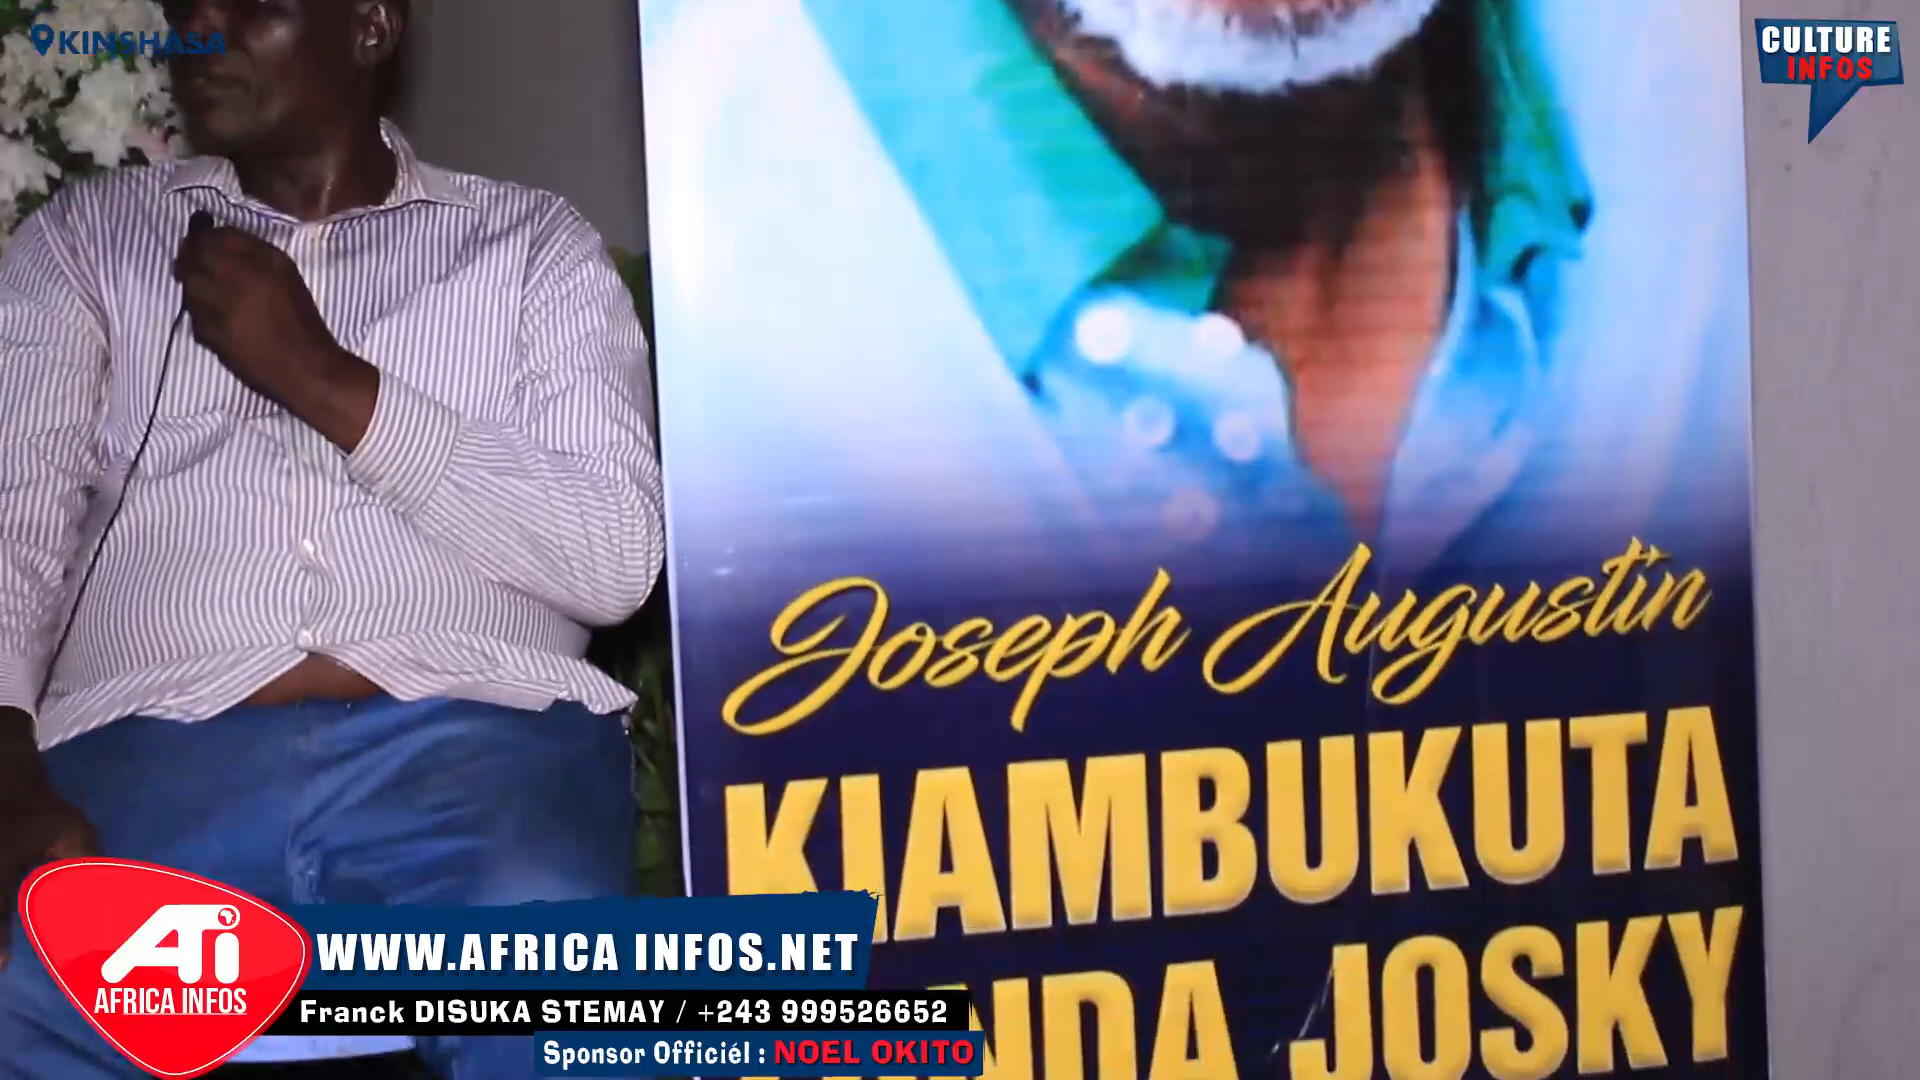 KINSHASA
CULTURE
INFOS
Joseph Augustin
KIAMBUKUTA
JOSKY
Ai
AFRICA INFOS
WWW.AFRICA INFOS.NET
Franck DISUKA STEMAY / +243 999526652
Sponsor Officiél : NOEL OKITO